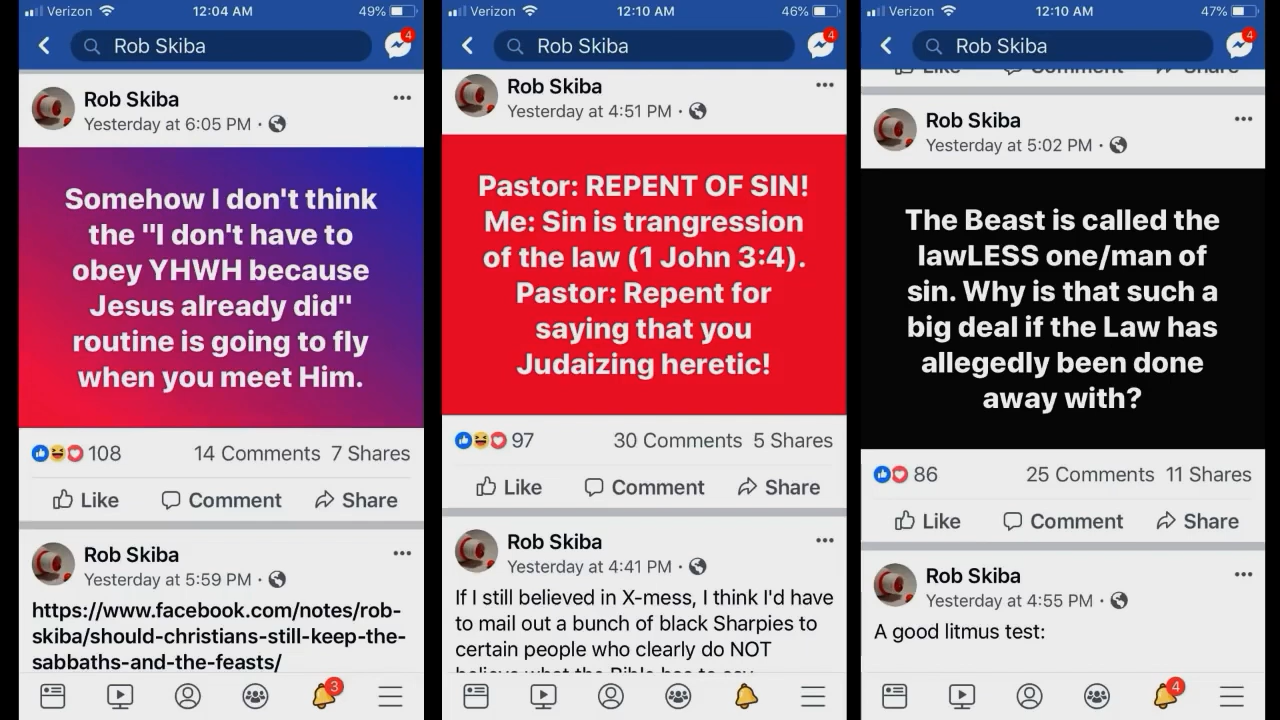 Verizon 12:04 AM 49%
Rob Skiba
4
Rob Skiba
Yesterday at 6:05 PM ·
Somehow I don't think
the "I don't have to
obey YHWH because
Jesus already did"
routine is going to fly
when you meet Him.
108 14 Comments 7 Shares
Like Comment Share
Rob Skiba
Yesterday at 5:59 PM ·
https://www.facebook.com/notes/rob-
skiba/should-christians-still-keep-the-
sabbaths-and-the-feasts/
3
Verizon 12:10 AM 46%
Rob Skiba
4
Rob Skiba
Yesterday at 4:51 PM ·
Pastor: REPENT OF SIN!
Me: Sin is trangression
of the law (1 John 3:4).
Pastor: Repent for
saying that you
Judaizing heretic!
97 30 Comments 5 Shares
Like Comment Share
Rob Skiba
Yesterday at 4:41 PM ·
If I still believed in X-mess, I think I'd have
to mail out a bunch of black Sharpies to
certain people who clearly do NOT
believe what the Bible has to say
Verizon 12:10 AM 47%
Rob Skiba
4
Like Comment Share
Rob Skiba
Yesterday at 5:02 PM ·
The Beast is called the
lawLESS one/man of
sin. Why is that such a
big deal if the Law has
allegedly been done
away with?
86 25 Comments 11 Shares
Like Comment Share
Rob Skiba
Yesterday at 4:55 PM ·
A good litmus test:
4